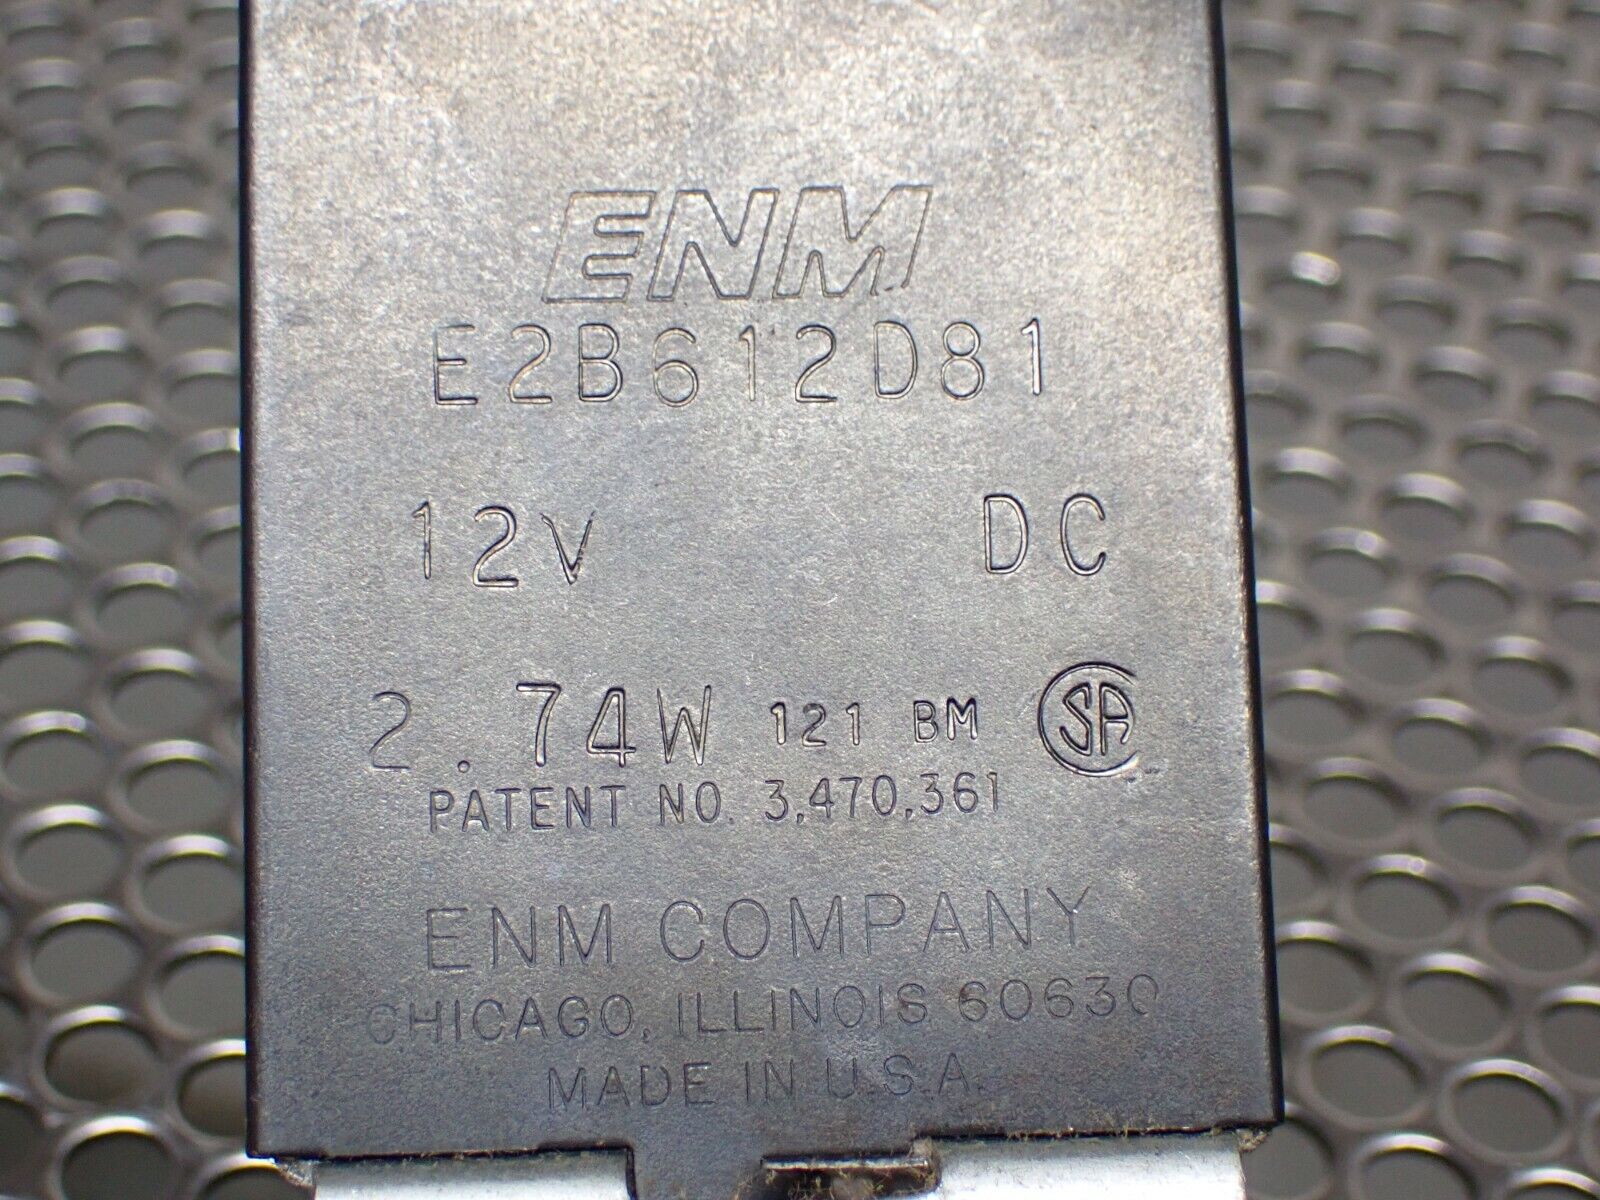 ENM
E2B612D81
12V DC
2.74W 121 BM SA
PATENT NO. 3,470,361
ENM COMPANY
CHICAGO, ILLINOIS 60630
MADE IN U.S.A.